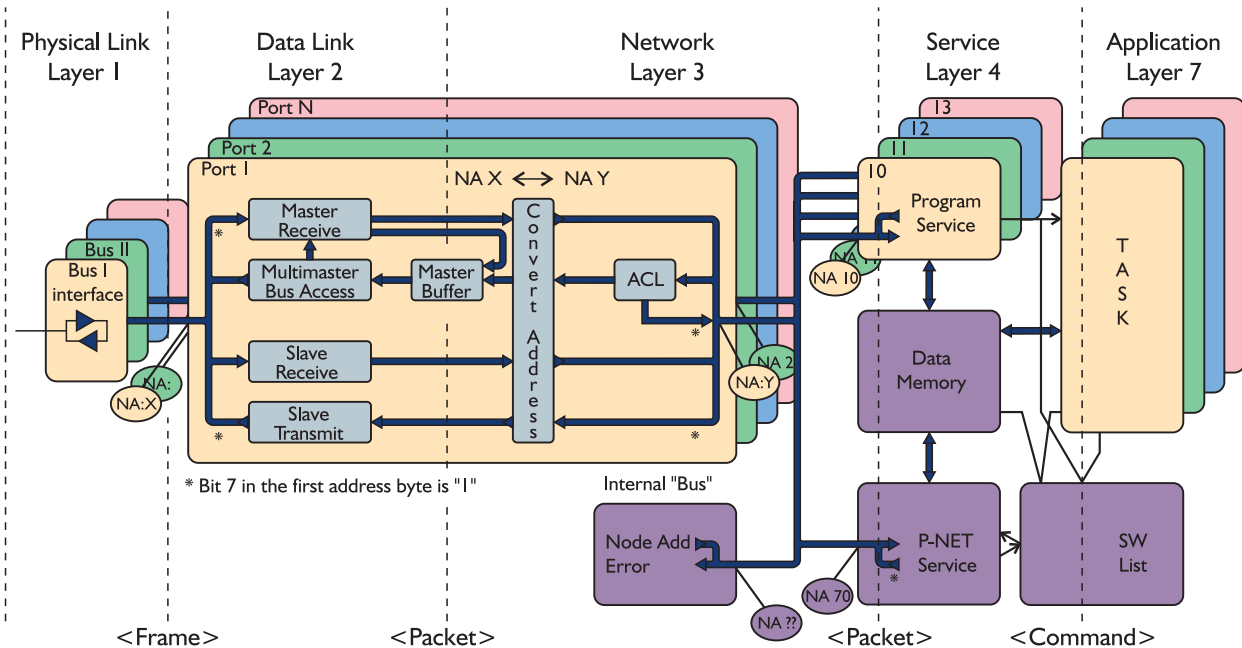 Physical Link
Layer 1
Data Link
Layer 2
Network
Layer 3
Service
Layer 4
Application
Layer 7
Port N
Port 2
Port 1
NA X
NA Y
13
12
11
10
Bus II
Bus I
interface
Master
Receive
Multimaster
Bus Access
Master
Buffer
Convert Address
ACL
Slave
Receive
Slave
Transmit
*
*
*
*
NA:
NA:X
NA 2
NA:Y
Program
Service
NA 10
Data
Memory
TASK
* Bit 7 in the first address byte is "1"
Internal "Bus"
Node Add
Error
P-NET
Service
*
SW
List
NA 70
NA ??
<Frame>
<Packet>
<Packet>
<Command>